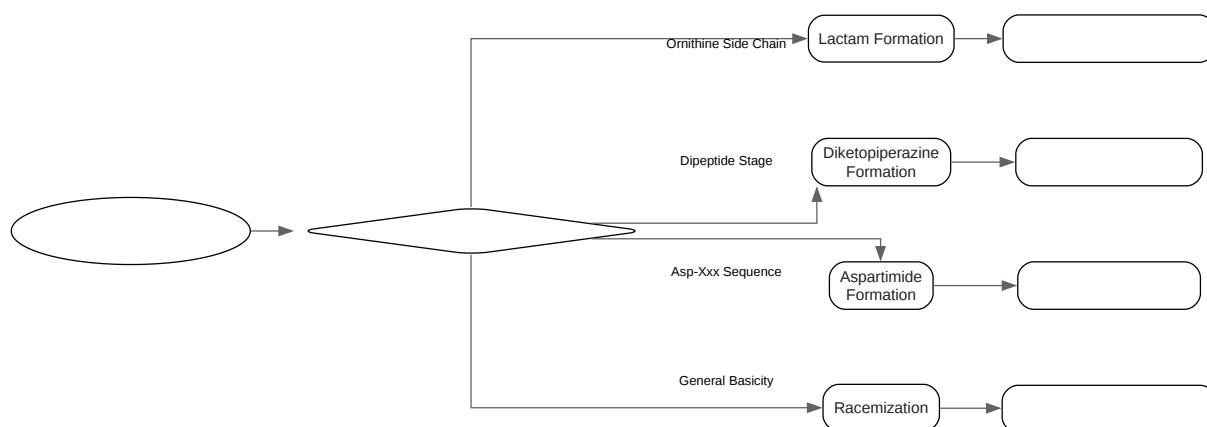 Ornithine Side Chain
Lactam Formation
Dipeptide Stage
Diketopiperazine
Formation
Asp-Xxx Sequence
Aspartimide
Formation
General Basicity
Racemization